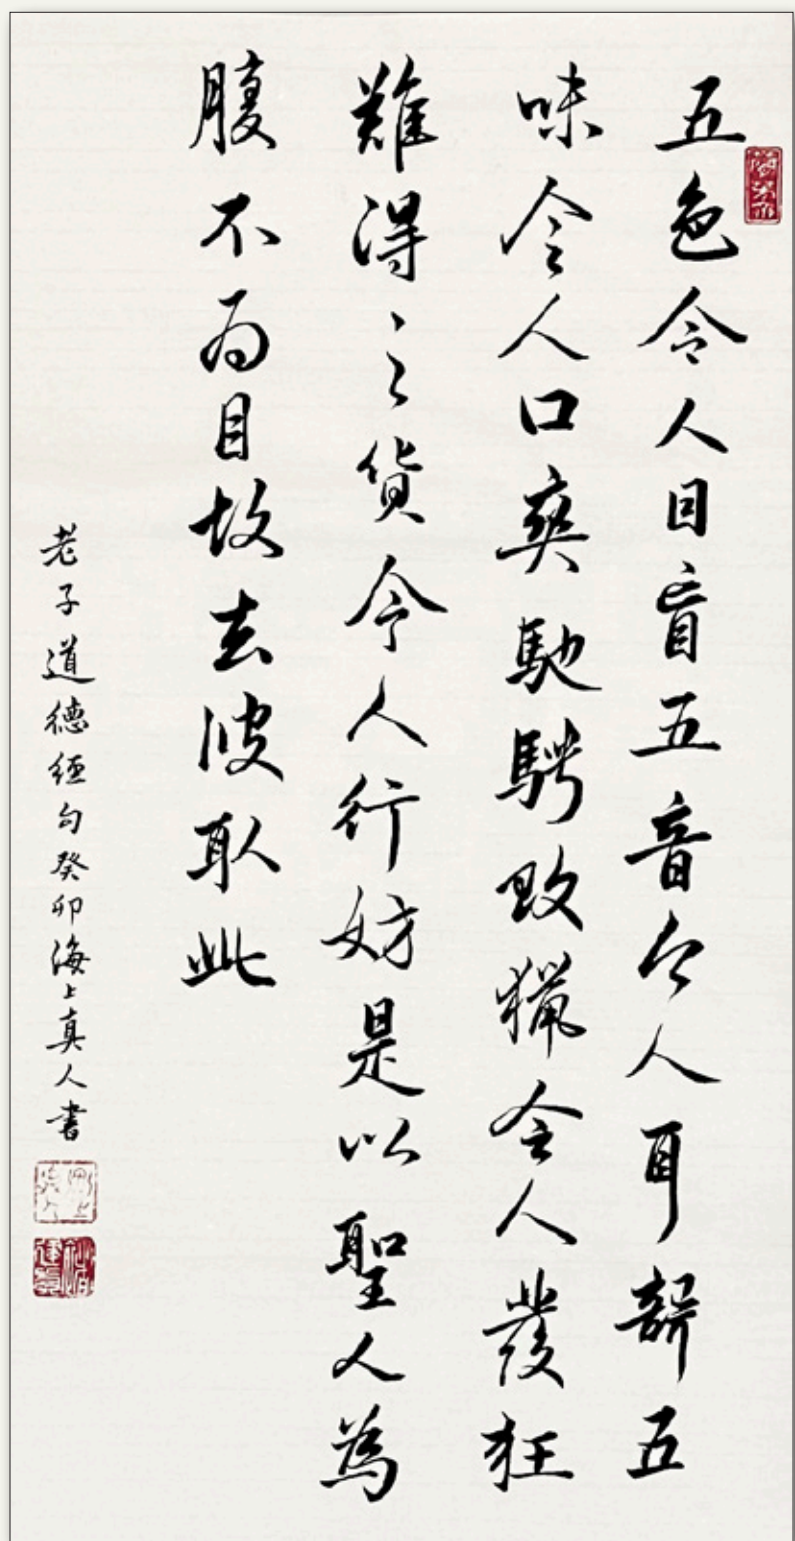 五色令人目盲五音令人耳聾五
味令人口爽馳騁畋猟令人發狂
難得之貨令人行妨是以聖人為
腹不為目故去彼取此
老子道德經句癸卯海上真人書